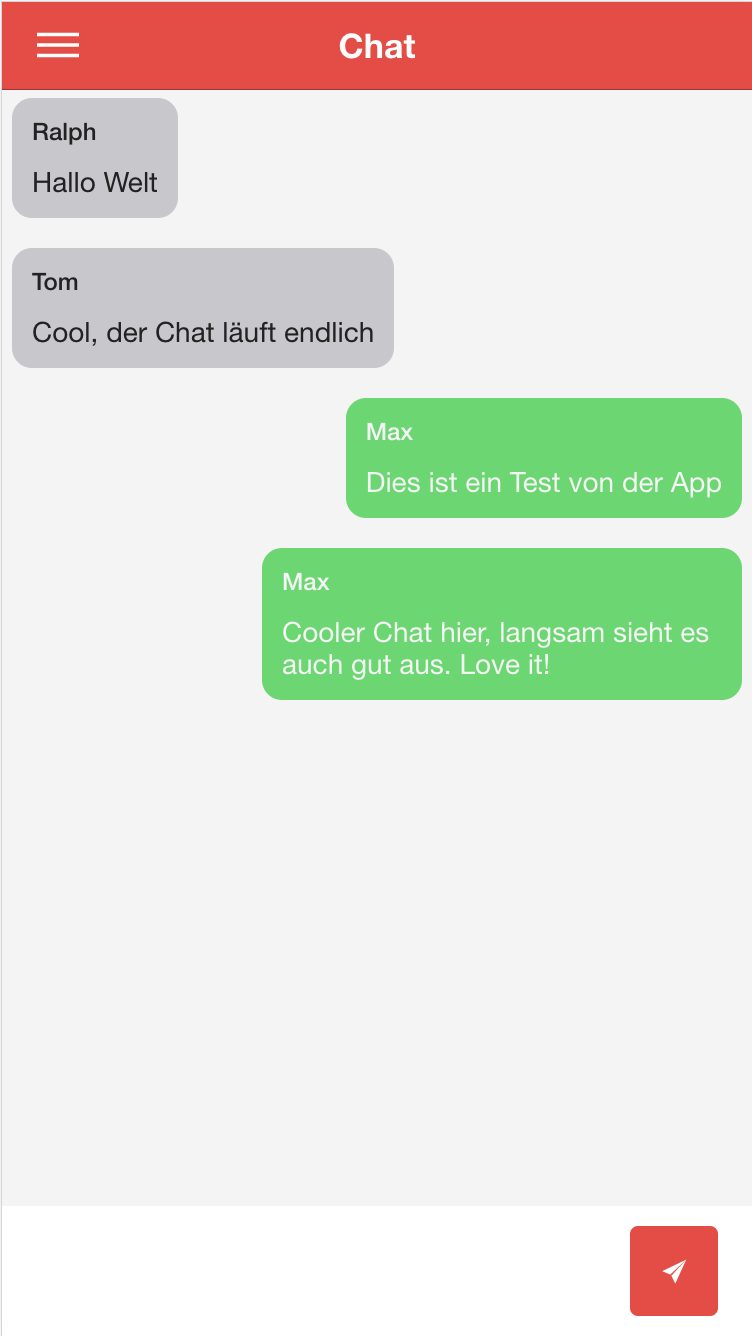 Chat
Ralph
Hallo Welt
Tom
Cool, der Chat läuft endlich
Max
Dies ist ein Test von der App
Max
Cooler Chat hier, langsam sieht es
auch gut aus. Love it!